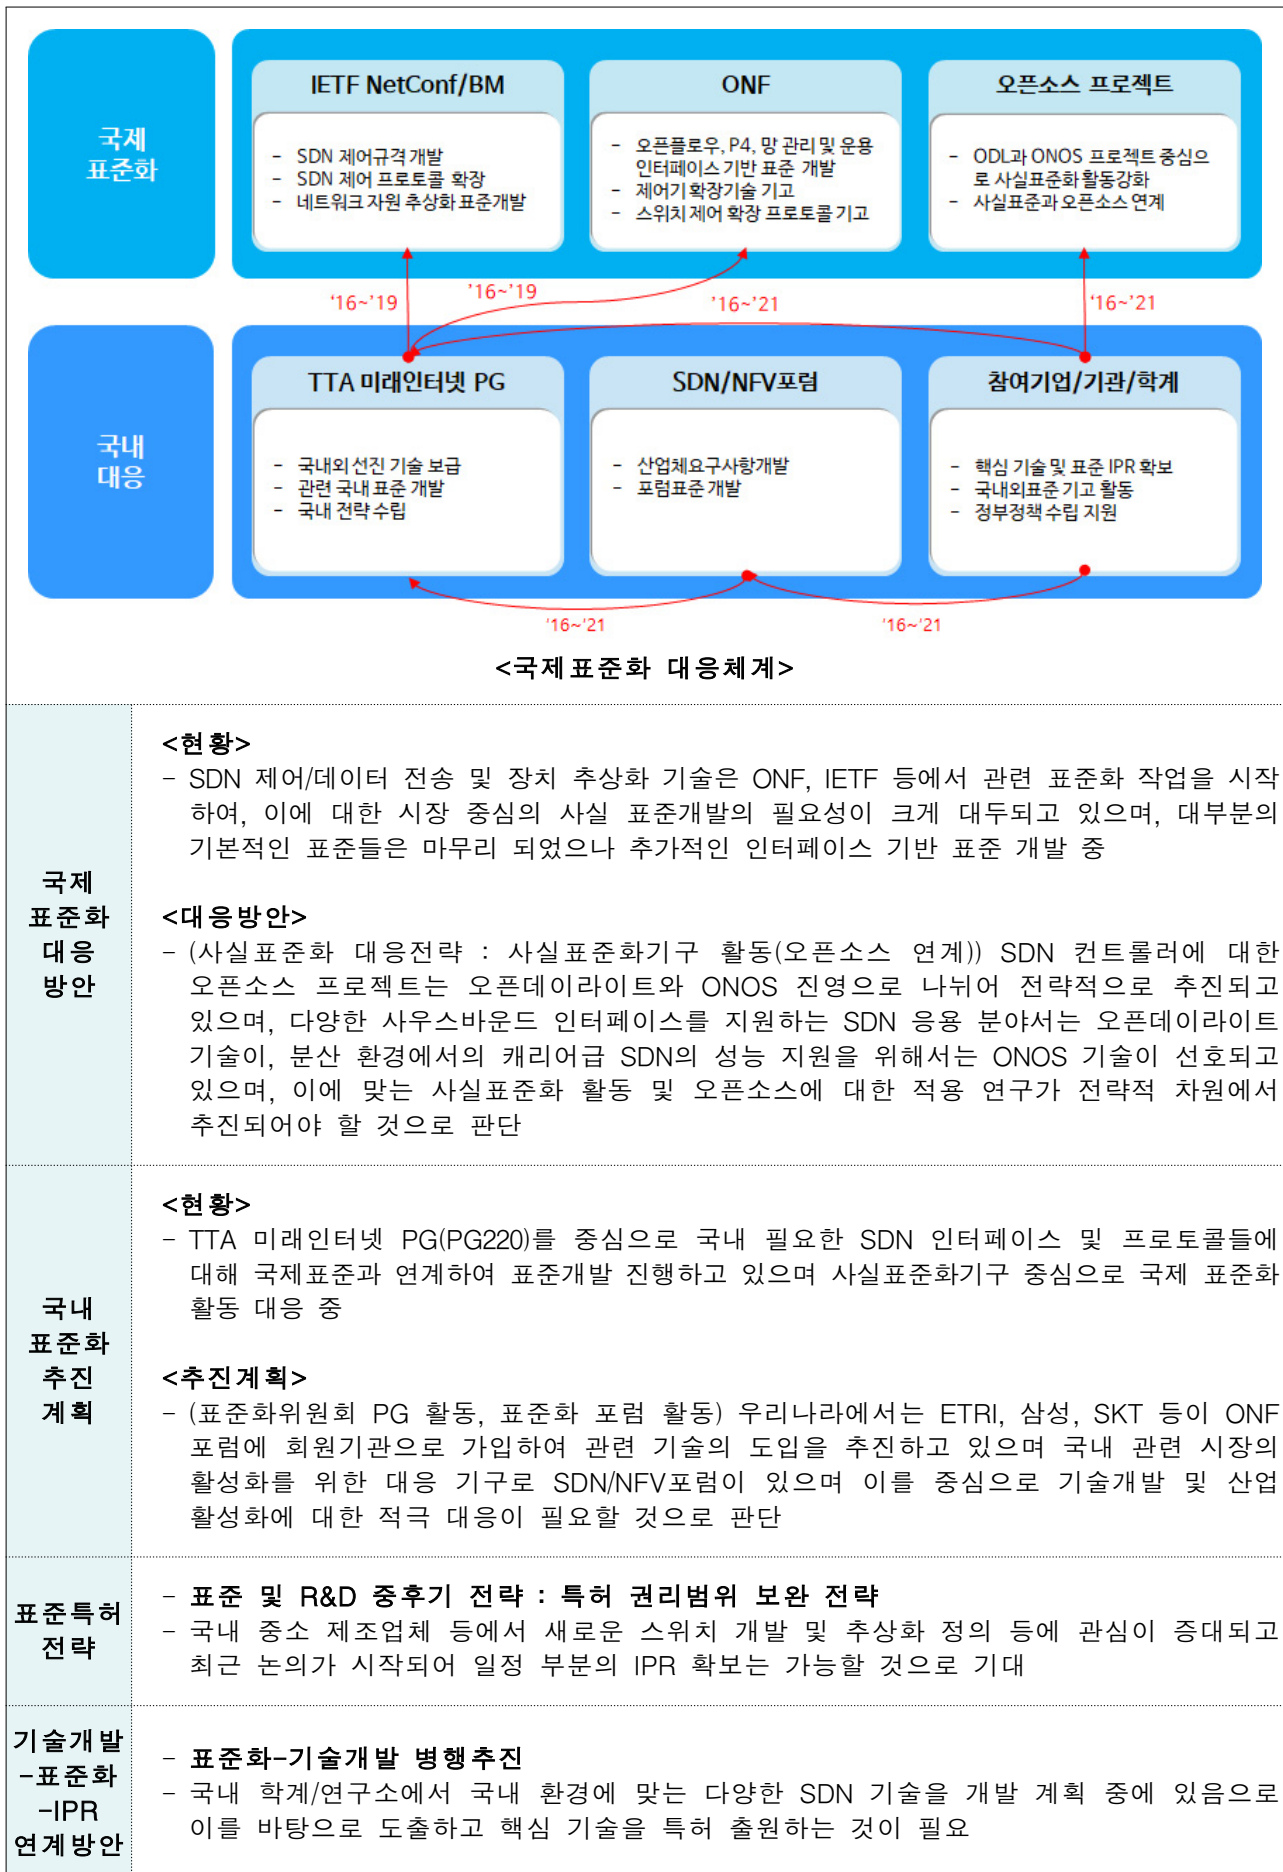 국제
표준화
IETF NetConf/BM
- SDN 제어규격 개발
- SDN 제어 프로토콜 확장
- 네트워크 자원 추상화 표준개발
ONF
- 오픈플로우, P4, 망 관리 및 운용
인터페이스 기반 표준 개발
- 제어기 확장기술 기고
- 스위치 제어 확장 프로토콜 기고
오픈소스 프로젝트
- ODL과 ONOS 프로젝트 중심으
로 사실표준화 활동강화
- 사실표준과 오픈소스 연계
‘16~’19
’16~’19
’16~’21
‘16~’21
국내
대응
TTA 미래인터넷 PG
- 국내외 선진 기술 보급
- 관련 국내 표준 개발
- 국내 전략 수립
SDN/NFV포럼
- 산업체요구사항개발
- 포럼표준 개발
참여기업/기관/학계
- 핵심 기술 및 표준 IPR 확보
- 국내외표준 기고 활동
- 정부정책 수립 지원
'16~'21
'16~'21
<국제표준화 대응체계>
국제
표준화
대응
방안
<현황>
- SDN 제어/데이터 전송 및 장치 추상화 기술은 ONF, IETF 등에서 관련 표준화 작업을 시작
하여, 이에 대한 시장 중심의 사실 표준개발의 필요성이 크게 대두되고 있으며, 대부분의
기본적인 표준들은 마무리 되었으나 추가적인 인터페이스 기반 표준 개발 중
<대응방안>
- (사실표준화 대응전략 : 사실표준화기구 활동(오픈소스 연계)) SDN 컨트롤러에 대한
오픈소스 프로젝트는 오픈데이라이트와 ONOS 진영으로 나뉘어 전략적으로 추진되고
있으며, 다양한 사우스바운드 인터페이스를 지원하는 SDN 응용 분야서는 오픈데이라이트
기술이, 분산 환경에서의 캐리어급 SDN의 성능 지원을 위해서는 ONOS 기술이 선호되고
있으며, 이에 맞는 사실표준화 활동 및 오픈소스에 대한 적용 연구가 전략적 차원에서
추진되어야 할 것으로 판단
국내
표준화
추진
계획
<현황>
- TTA 미래인터넷 PG(PG220)를 중심으로 국내 필요한 SDN 인터페이스 및 프로토콜들에
대해 국제표준과 연계하여 표준개발 진행하고 있으며 사실표준화기구 중심으로 국제 표준화
활동 대응 중
<추진계획>
- (표준화위원회 PG 활동, 표준화 포럼 활동) 우리나라에서는 ETRI, 삼성, SKT 등이 ONF
포럼에 회원기관으로 가입하여 관련 기술의 도입을 추진하고 있으며 국내 관련 시장의
활성화를 위한 대응 기구로 SDN/NFV포럼이 있으며 이를 중심으로 기술개발 및 산업
활성화에 대한 적극 대응이 필요할 것으로 판단
표준특허
전략
- 표준 및 R&D 중후기 전략 : 특허 권리범위 보완 전략
- 국내 중소 제조업체 등에서 새로운 스위치 개발 및 추상화 정의 등에 관심이 증대되고
최근 논의가 시작되어 일정 부분의 IPR 확보는 가능할 것으로 기대
기술개발
-표준화
-IPR
연계방안
- 표준화-기술개발 병행추진
- 국내 학계/연구소에서 국내 환경에 맞는 다양한 SDN 기술을 개발 계획 중에 있음으로
이를 바탕으로 도출하고 핵심 기술을 특허 출원하는 것이 필요